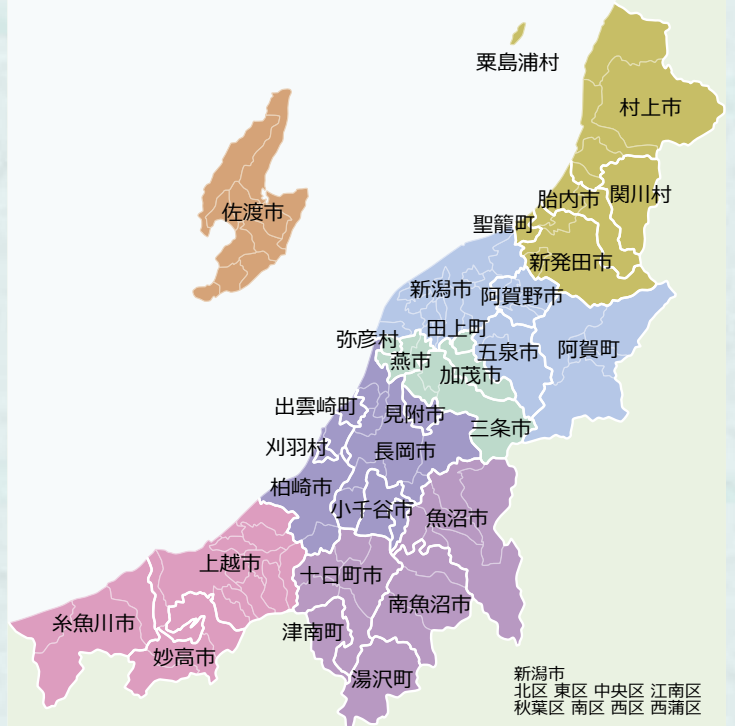 粟島浦村
村上市
関川村
胎内市
佐渡市
聖籠町
新発田市
新潟市
阿賀野市
田上町
弥彦村
五泉市
阿賀町
燕市
加茂市
出雲崎町
見附市
三条市
刈羽村
長岡市
柏崎市
小千谷市
魚沼市
上越市
十日町市
南魚沼市
糸魚川市
津南町
妙高市
湯沢町
新潟市
北区 東区 中央区 江南区
秋葉区 南区 西区 西蒲区